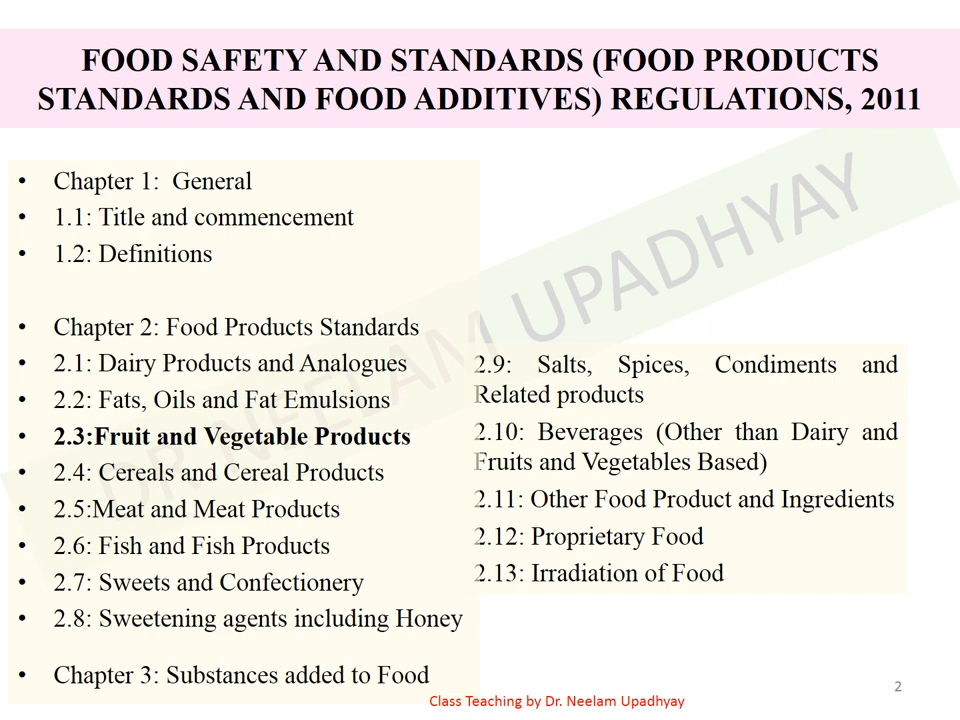 FOOD SAFETY AND STANDARDS (FOOD PRODUCTS
STANDARDS AND FOOD ADDITIVES) REGULATIONS, 2011
• Chapter 1: General
• 1.1: Title and commencement
• 1.2: Definitions
• Chapter 2: Food Products Standards
• 2.1: Dairy Products and Analogues
• 2.2: Fats, Oils and Fat Emulsions
• 2.3:Fruit and Vegetable Products
• 2.4: Cereals and Cereal Products
• 2.5:Meat and Meat Products
• 2.6: Fish and Fish Products
• 2.7: Sweets and Confectionery
• 2.8: Sweetening agents including Honey
2.9: Salts, Spices, Condiments and
Related products
2.10: Beverages (Other than Dairy and
Fruits and Vegetables Based)
2.11: Other Food Product and Ingredients
2.12: Proprietary Food
2.13: Irradiation of Food
• Chapter 3: Substances added to Food
DR NEELAM UPADHYAY
Class Teaching by Dr. Neelam Upadhyay
2